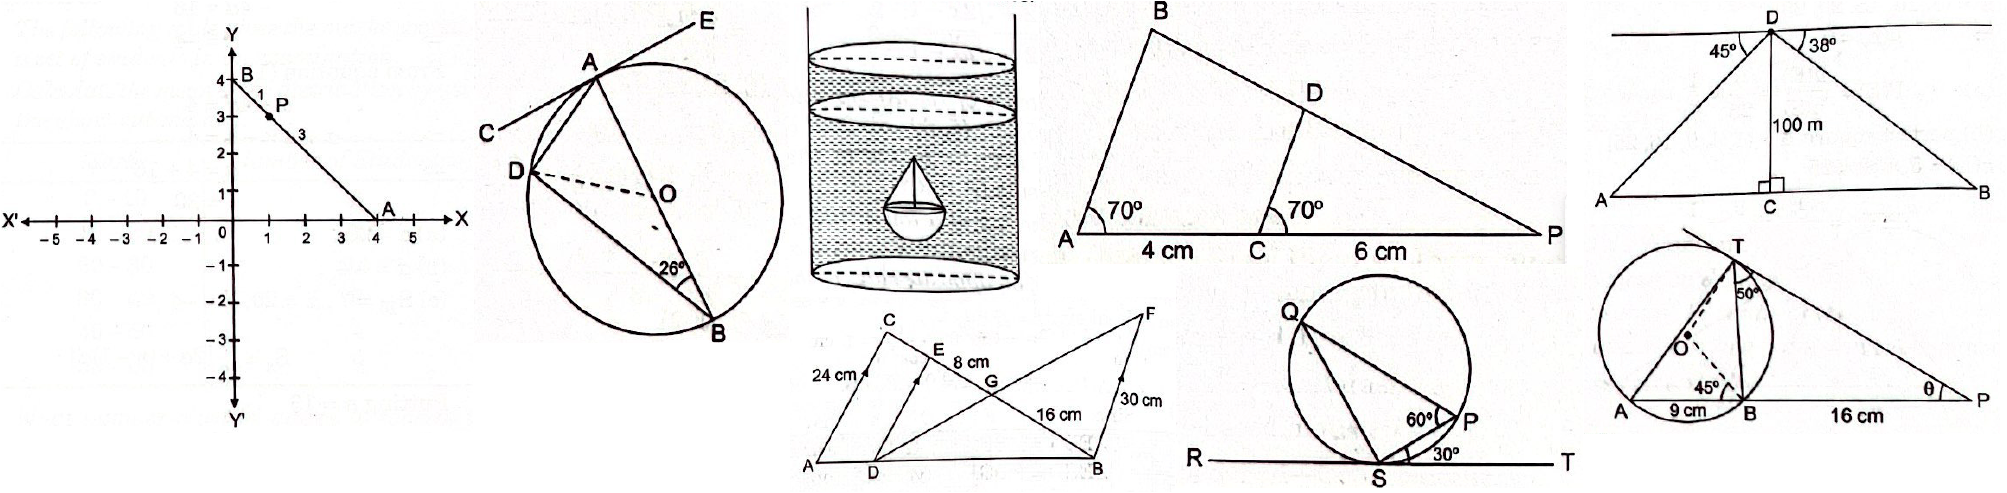 Y
4
B
1
P
3
3
2
1
A
X'
X
-5 -4 -3 -2 -1 0 1 2 3 4 5
-1
-2
-3
-4
Y'
E
A
C
D
O
26°
B
B
D
70°
70°
A
4 cm
C
6 cm
P
D
45°
38°
100 m
A
C
B
C
F
E
8 cm
24 cm
G
30 cm
16 cm
A
D
B
Q
60°
P
R
30°
T
S
T
50°
O
45°
θ
A
9 cm
B
16 cm
P